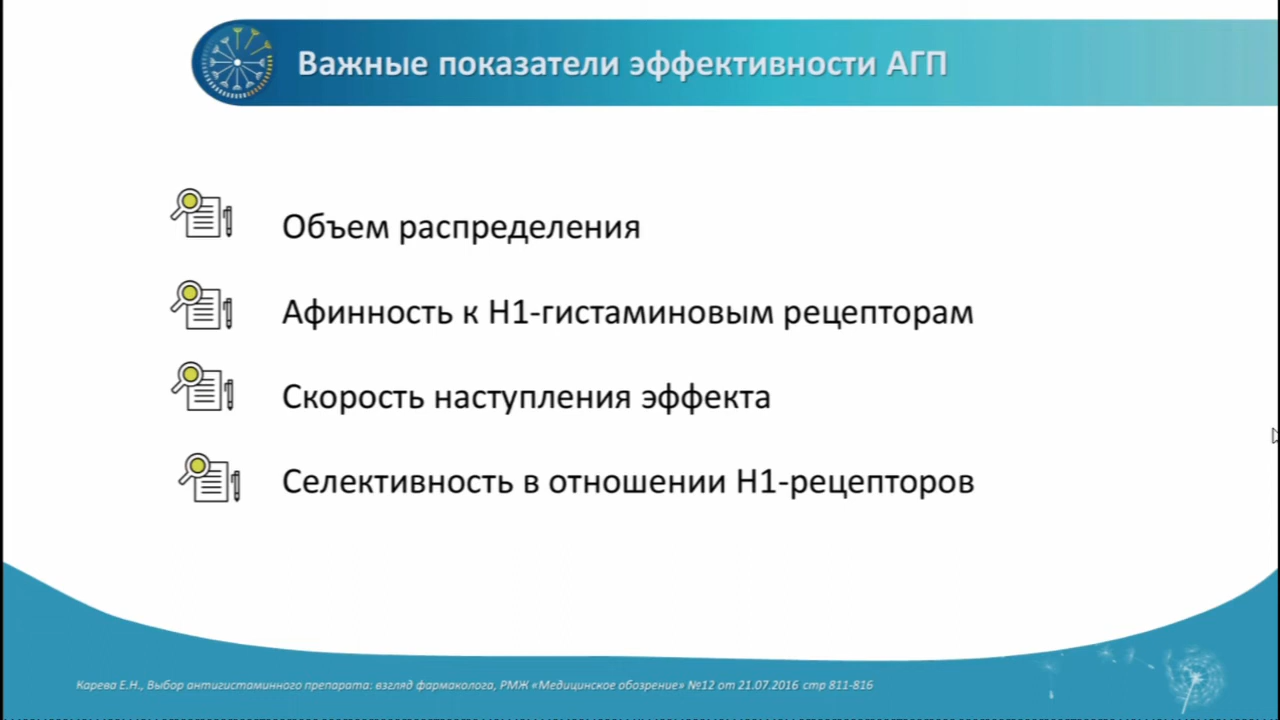 Важные показатели эффективности АГП
Объем распределения
Афинность к Н1-гистаминовым рецепторам
Скорость наступления эффекта
Селективность в отношении Н1-рецепторов
Карева Е.Н., Выбор антигистаминного препарата: взгляд фармаколога, РМЖ «Медицинское обозрение» №12 от 21.07.2016 стр 811-816